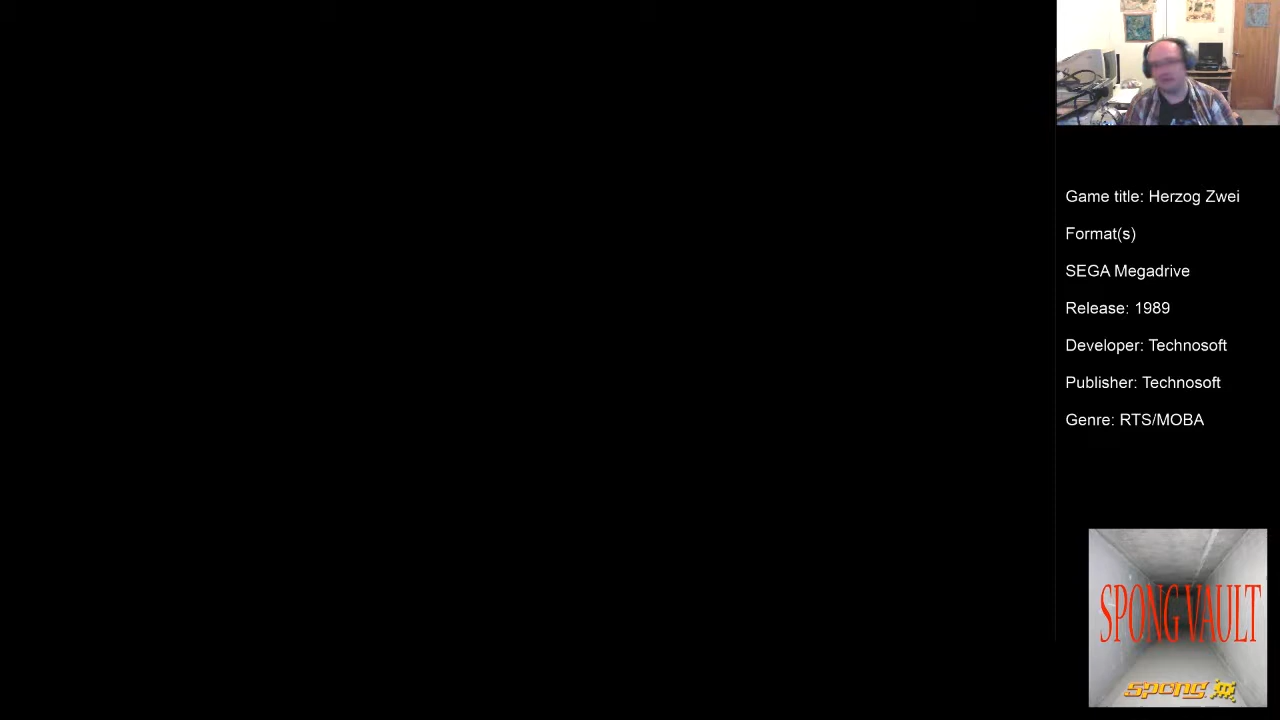 Game title: Herzog Zwei
Format(s)
SEGA Megadrive
Release: 1989
Developer: Technosoft
Publisher: Technosoft
Genre: RTS/MOBA
SPONG VAULT
spong